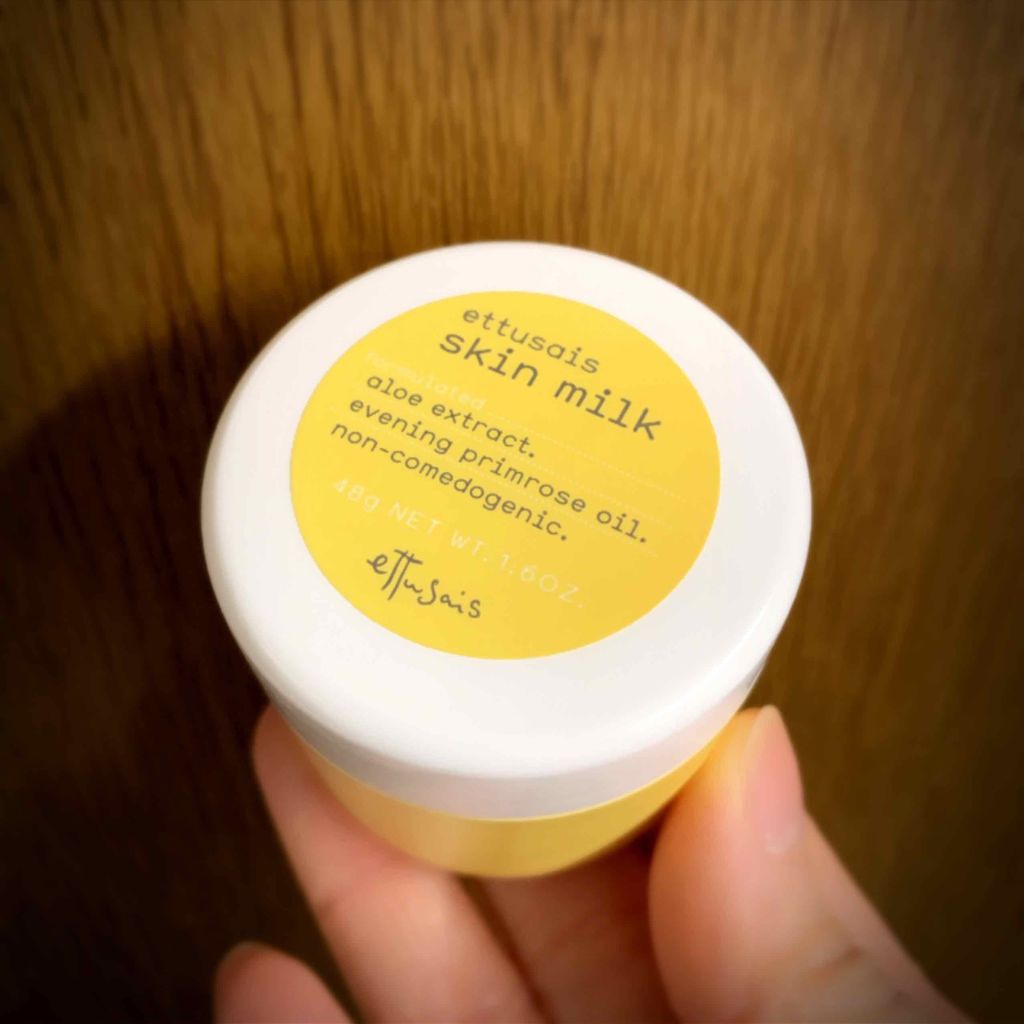 ettusais
skin milk
formulated
aloe extract.
evening primrose oil.
non-comedogenic.
48g NET WT. 1.6OZ.
ettusais